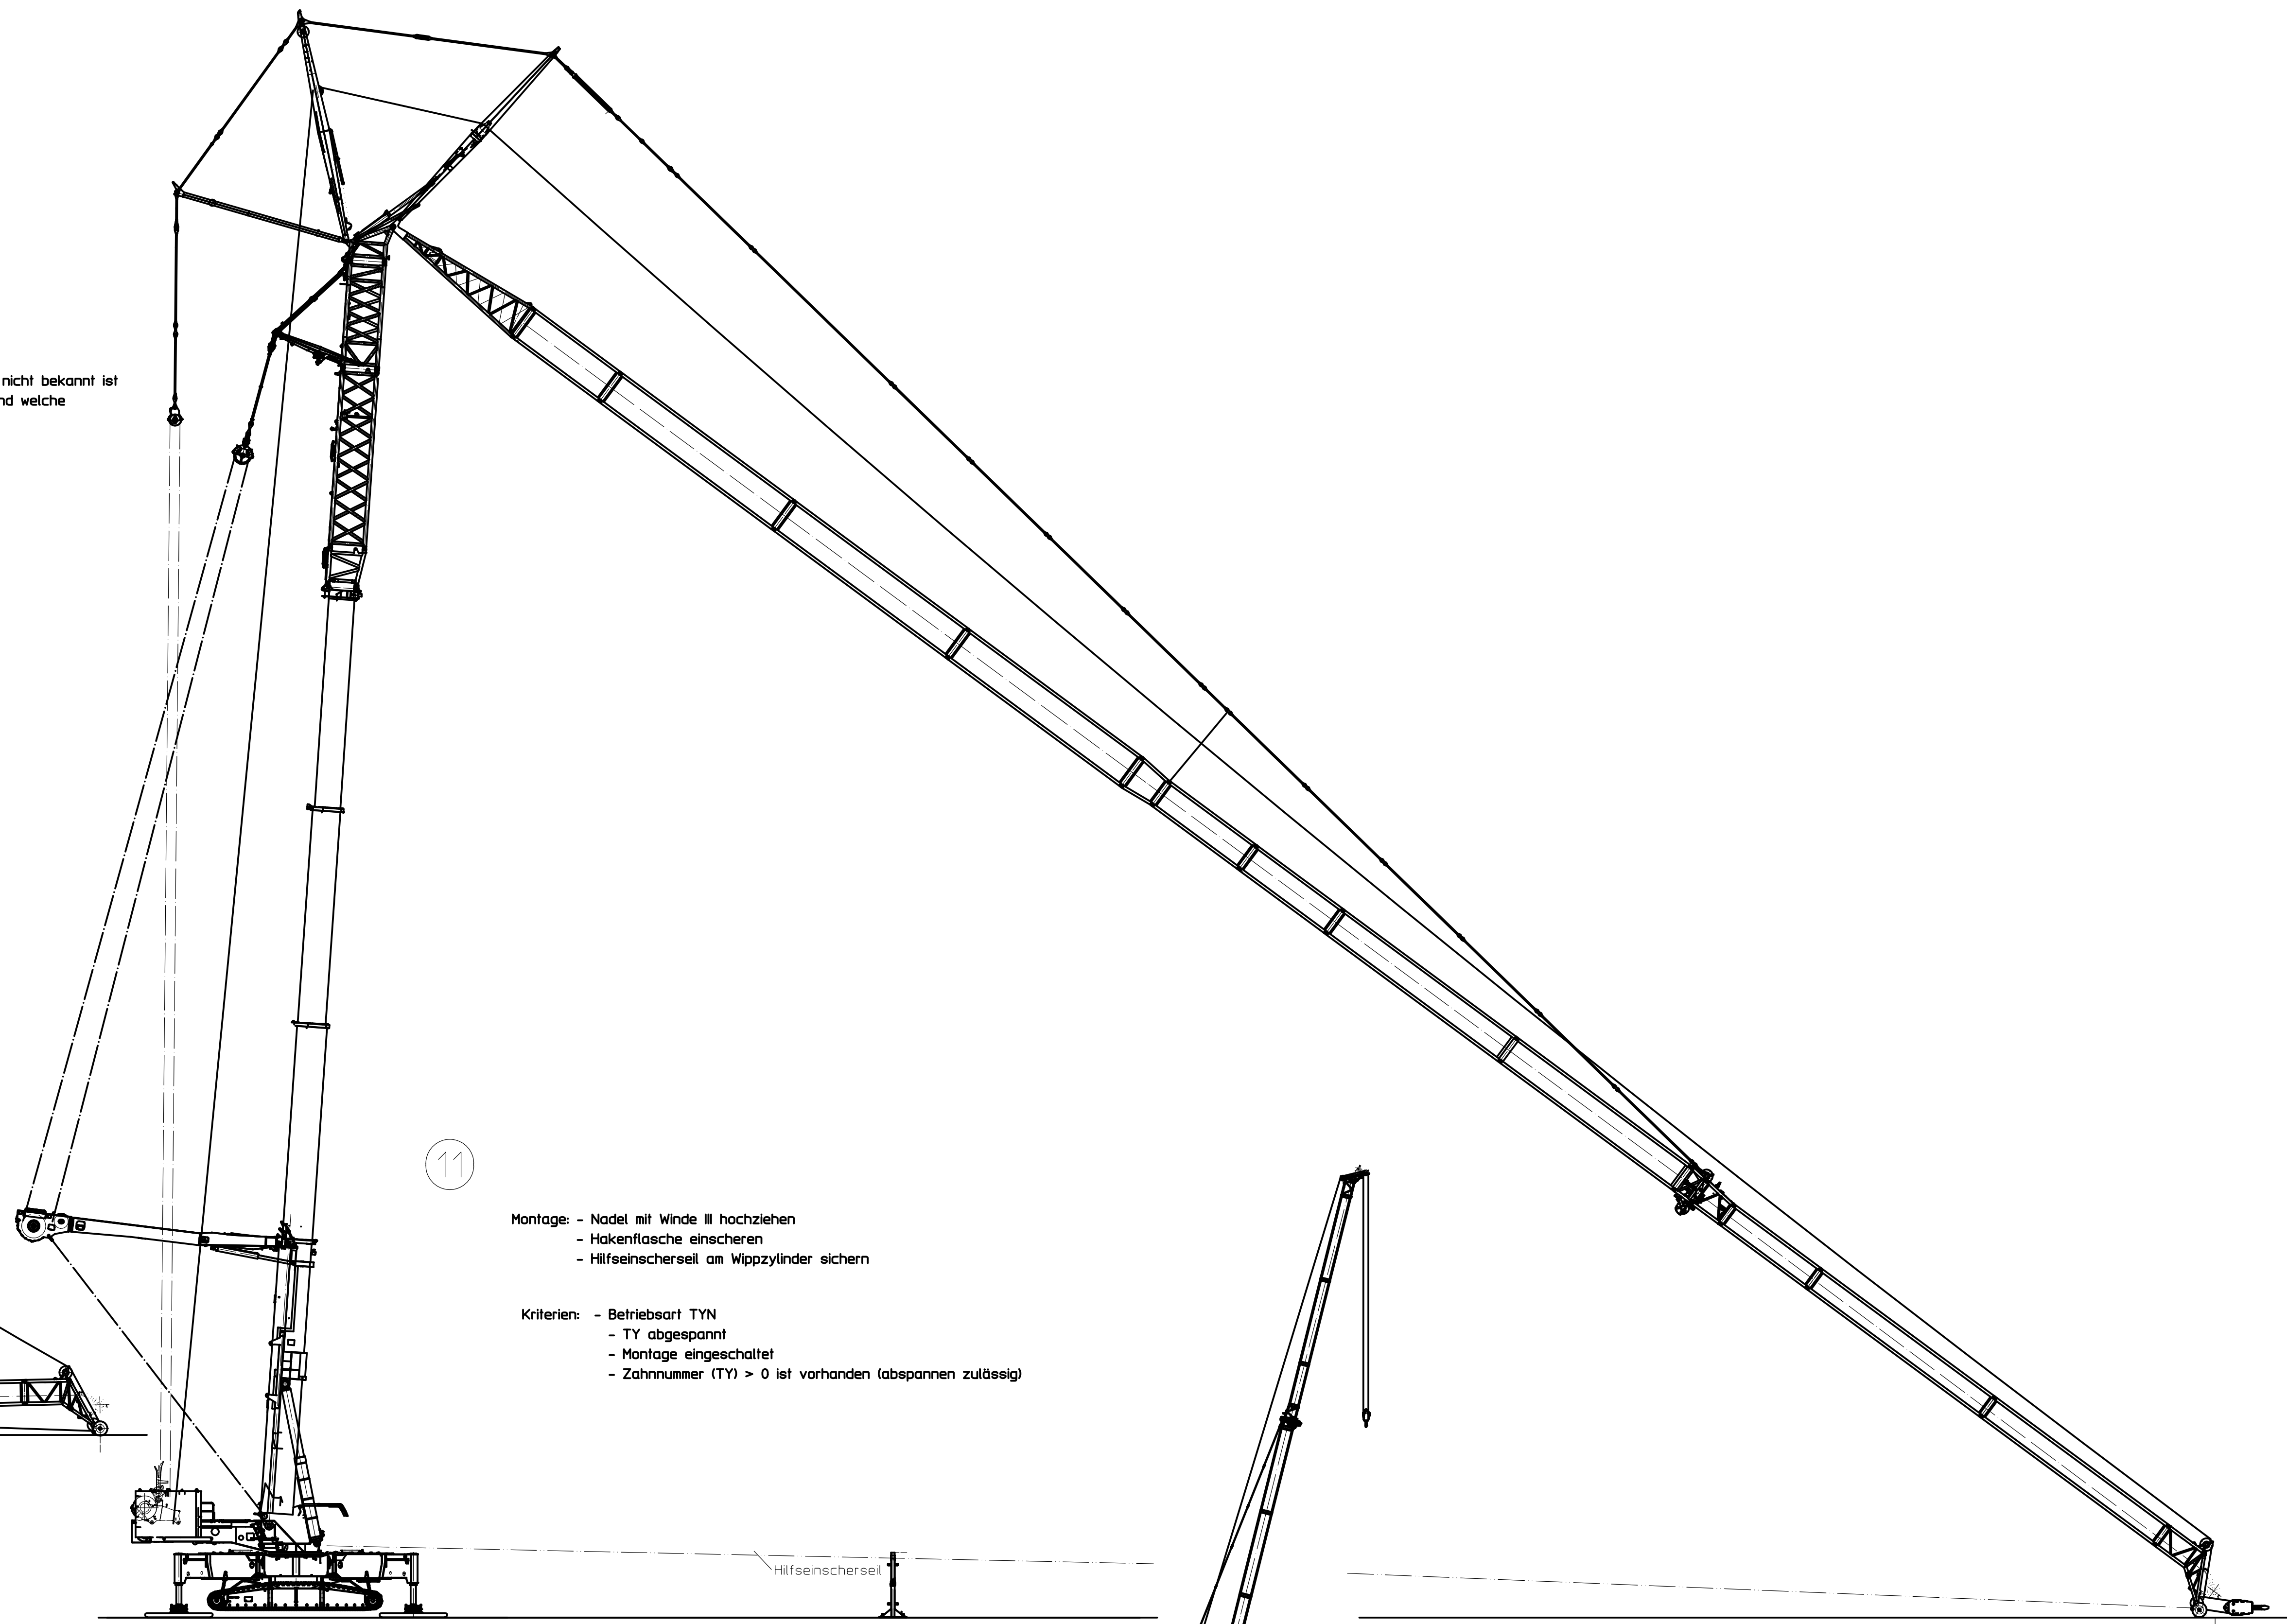 nicht bekannt ist
nd welche
11
Montage: - Nadel mit Winde III hochziehen
- Hakenflasche einscheren
- Hilfseinscherseil am Wippzylinder sichern
Kriterien: - Betriebsart TYN
- TY abgespannt
- Montage eingeschaltet
- Zahnnummer (TY) > 0 ist vorhanden (abspannen zulässig)
Hilfseinscherseil